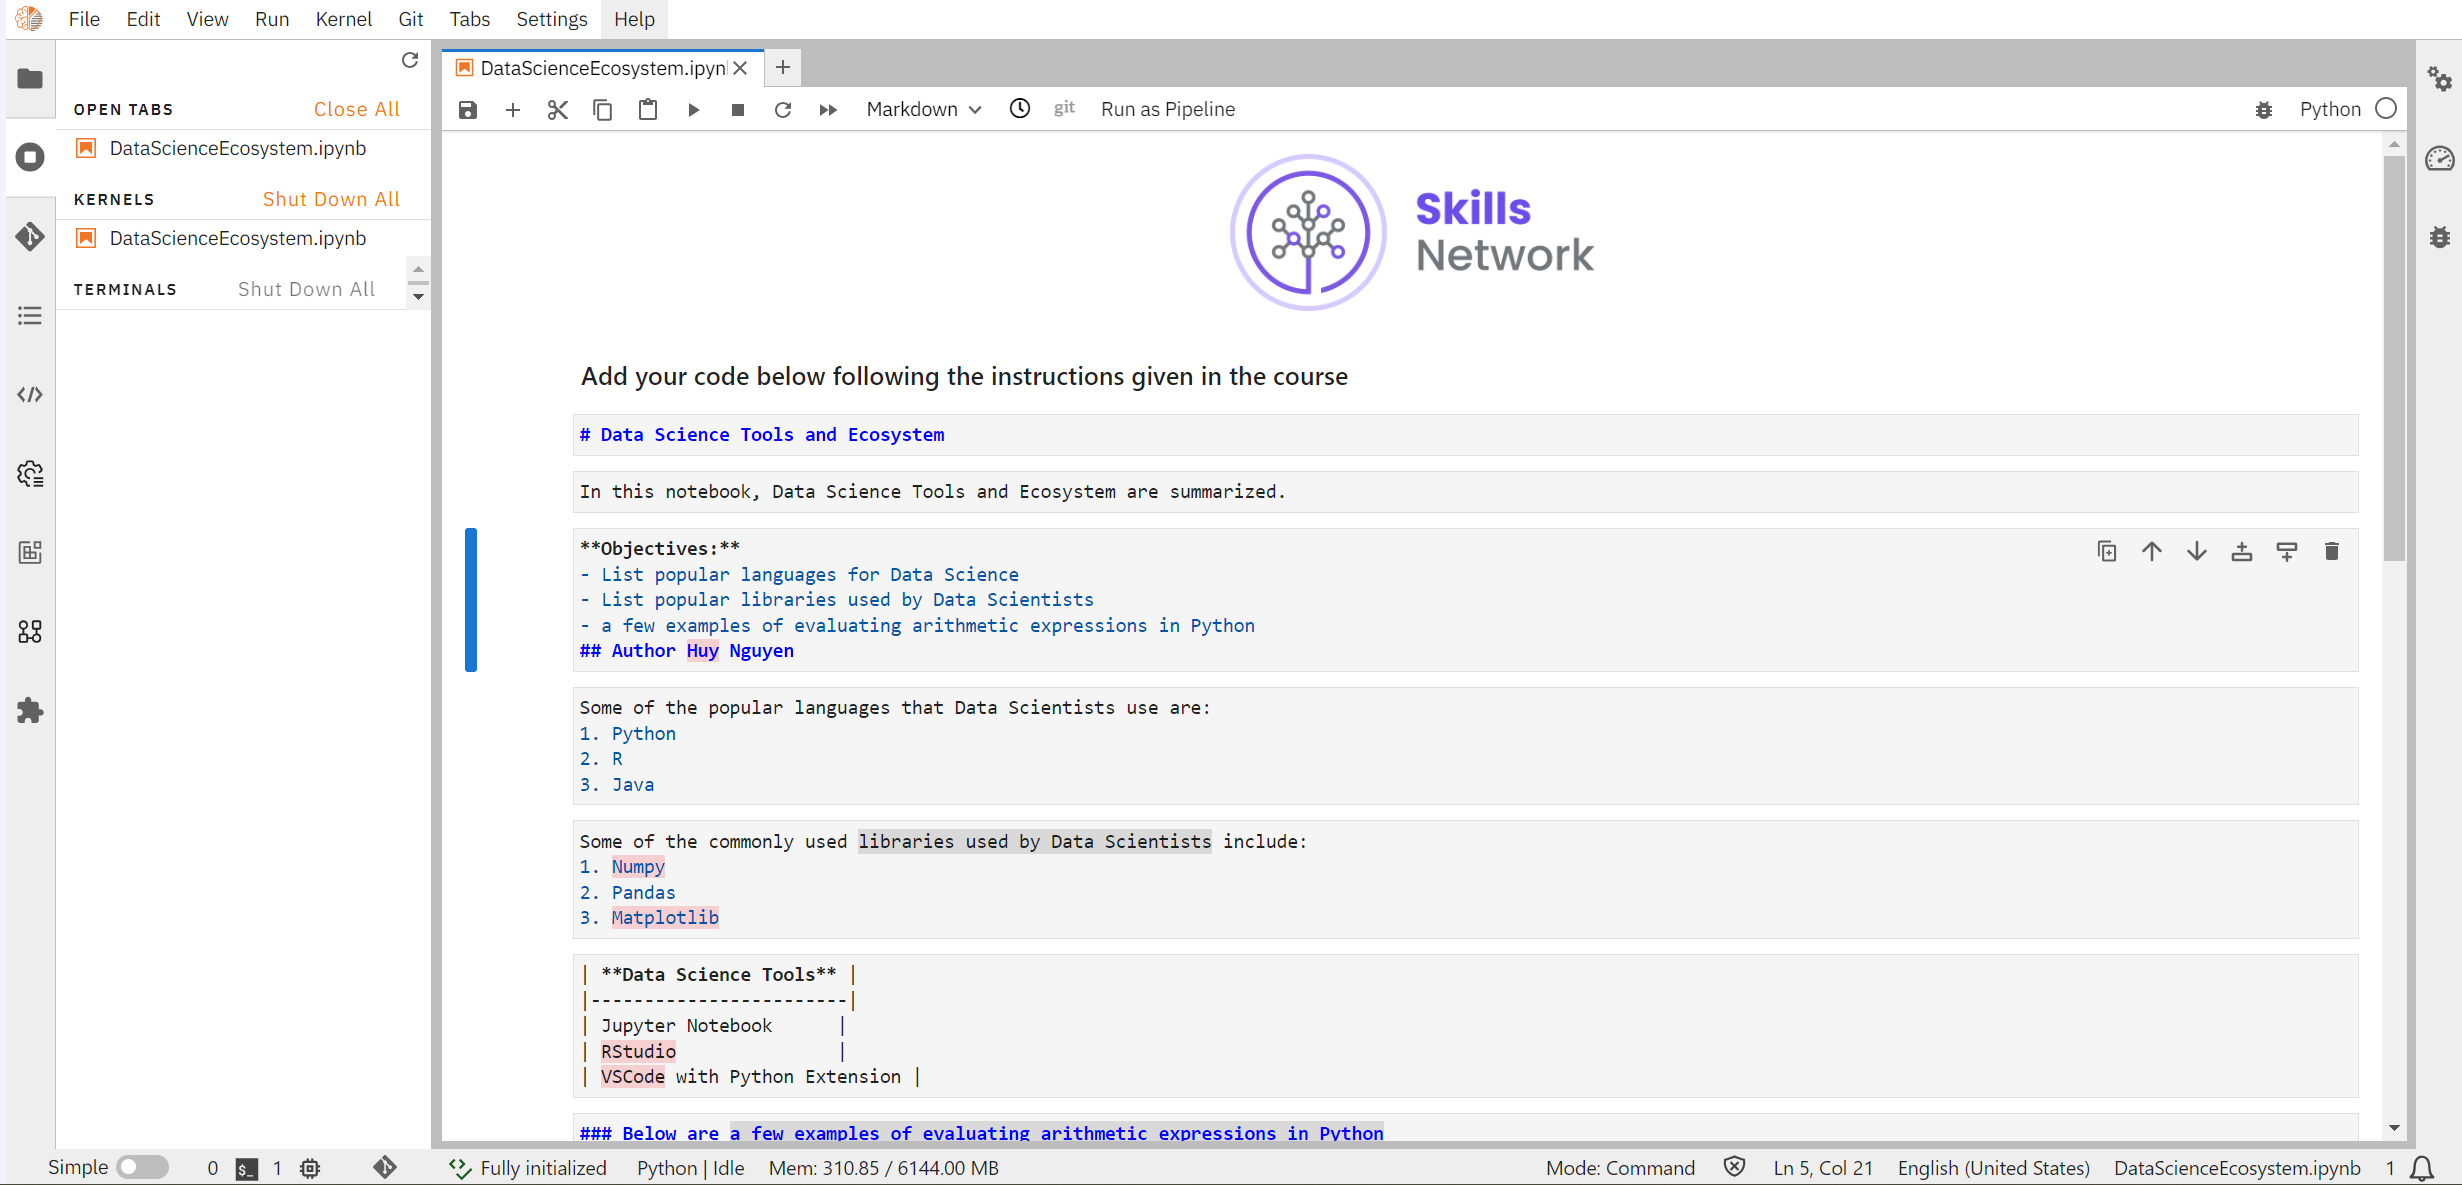 File Edit View Run Kernel Git Tabs Settings Help
OPEN TABS Close All
DataScienceEcosystem.ipynb
KERNELS Shut Down All
DataScienceEcosystem.ipynb
TERMINALS Shut Down All
DataScienceEcosystem.ipyn
Markdown git Run as Pipeline Python
Skills
Network
Add your code below following the instructions given in the course
# Data Science Tools and Ecosystem
In this notebook, Data Science Tools and Ecosystem are summarized.
**Objectives:**
- List popular languages for Data Science
- List popular libraries used by Data Scientists
- a few examples of evaluating arithmetic expressions in Python
## Author Huy Nguyen
Some of the popular languages that Data Scientists use are:
1. Python
2. R
3. Java
Some of the commonly used libraries used by Data Scientists include:
1. Numpy
2. Pandas
3. Matplotlib
| **Data Science Tools** |
|------------------------|
| Jupyter Notebook |
| RStudio |
| VSCode with Python Extension |
### Below are a few examples of evaluating arithmetic expressions in Python
Simple 0 $_ 1 Fully initialized Python | Idle Mem: 310.85 / 6144.00 MB Mode: Command Ln 5, Col 21 English (United States) DataScienceEcosystem.ipynb 1